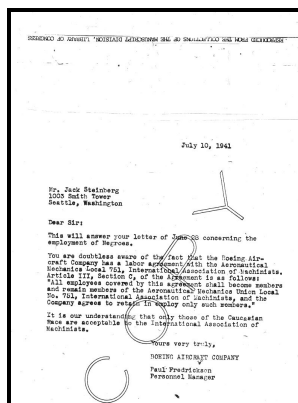 REPRODUCED FROM THE COLLECTIONS OF THE MANUSCRIPT DIVISION, LIBRARY OF CONGRESS
July 10, 1941
Mr. Jack Steinberg
1003 Smith Tower
Seattle, Washington
Dear Sir:
This will answer your letter of June 28 concerning the
employment of Negroes.
You are doubtless aware of the fact that the Boeing Air-
craft Company has a labor agreement with the Aeronautical
Mechanics Local 751, International Association of Machinists.
Article III, Section C, of the Agreement is as follows:
"All employees covered by this agreement shall become members
and remain members of the Aeronautical Mechanics Union Local
No. 751, International Association of Machinists, and the
Company agrees to retain in employ only such members."
It is our understanding that only those of the Caucasian
Race are acceptable to the International Association of
Machinists.
Yours very truly,
BOEING AIRCRAFT COMPANY
Paul Fredrickson
Personnel Manager